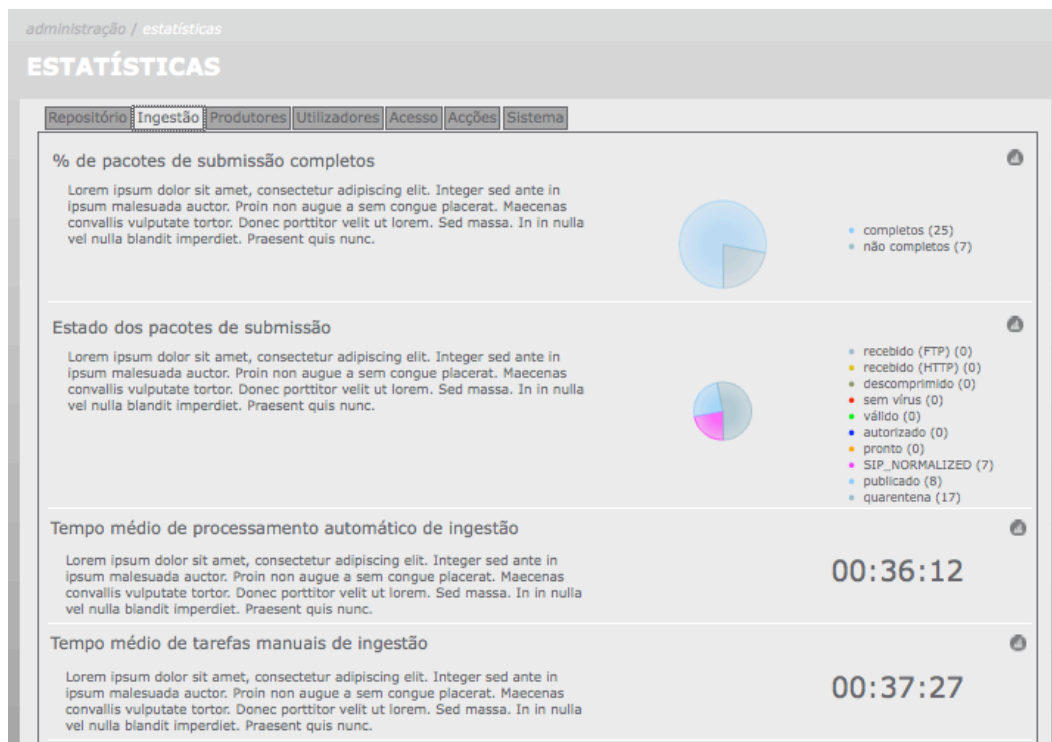 administração / estatísticas
ESTATÍSTICAS
Repositório Ingestão Produtores Utilizadores Acesso Acções Sistema
% de pacotes de submissão completos
Lorem ipsum dolor sit amet, consectetur adipiscing elit. Integer sed ante in
ipsum malesuada auctor. Proin non augue a sem congue placerat. Maecenas
convallis vulputate tortor. Donec porttitor velit ut lorem. Sed massa. In in nulla
vel nulla blandit imperdiet. Praesent quis nunc.
completos (25)
não completos (7)
Estado dos pacotes de submissão
Lorem ipsum dolor sit amet, consectetur adipiscing elit. Integer sed ante in
ipsum malesuada auctor. Proin non augue a sem congue placerat. Maecenas
convallis vulputate tortor. Donec porttitor velit ut lorem. Sed massa. In in nulla
vel nulla blandit imperdiet. Praesent quis nunc.
recebido (FTP) (0)
recebido (HTTP) (0)
descomprimido (0)
sem vírus (0)
válido (0)
autorizado (0)
pronto (0)
SIP_NORMALIZED (7)
publicado (8)
quarentena (17)
Tempo médio de processamento automático de ingestão
Lorem ipsum dolor sit amet, consectetur adipiscing elit. Integer sed ante in
ipsum malesuada auctor. Proin non augue a sem congue placerat. Maecenas
convallis vulputate tortor. Donec porttitor velit ut lorem. Sed massa. In in nulla
vel nulla blandit imperdiet. Praesent quis nunc.
00:36:12
Tempo médio de tarefas manuais de ingestão
Lorem ipsum dolor sit amet, consectetur adipiscing elit. Integer sed ante in
ipsum malesuada auctor. Proin non augue a sem congue placerat. Maecenas
convallis vulputate tortor. Donec porttitor velit ut lorem. Sed massa. In in nulla
vel nulla blandit imperdiet. Praesent quis nunc.
00:37:27